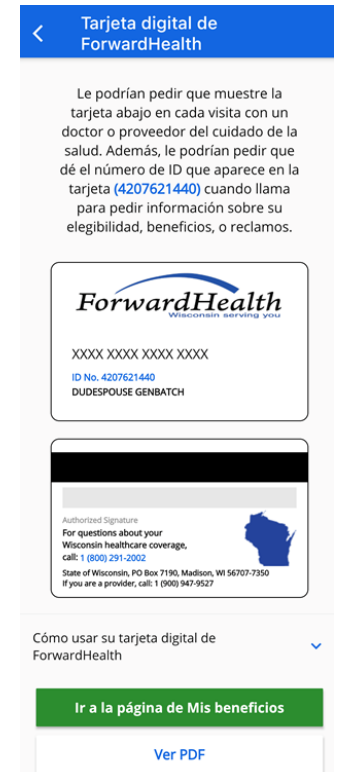 Tarjeta digital de
ForwardHealth
Le podrían pedir que muestre la
tarjeta abajo en cada visita con un
doctor o proveedor del cuidado de la
salud. Además, le podrían pedir que
dé el número de ID que aparece en la
tarjeta (4207621440) cuando llama
para pedir información sobre su
elegibilidad, beneficios, o reclamos.
ForwardHealth
Wisconsin serving you
XXXX XXXX XXXX XXXX
ID No. 4207621440
DUDESPOUSE GENBATCH
Authorized Signature
For questions about your
Wisconsin healthcare coverage,
call: 1 (800) 291-2002
State of Wisconsin, PO Box 7190, Madison, WI 56707-7350
If you are a provider, call: 1 (900) 947-9527
Cómo usar su tarjeta digital de
ForwardHealth
Ir a la página de Mis beneficios
Ver PDF